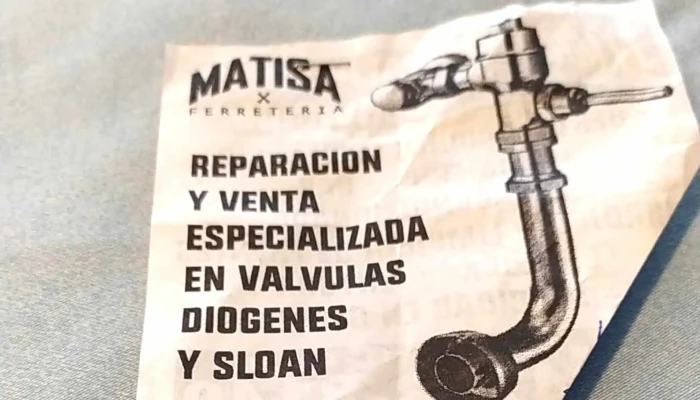 MATISA
X
FERRETERIA
REPARACION
Y VENTA
ESPECIALIZADA
EN VALVULAS
DIOGENES
Y SLOAN